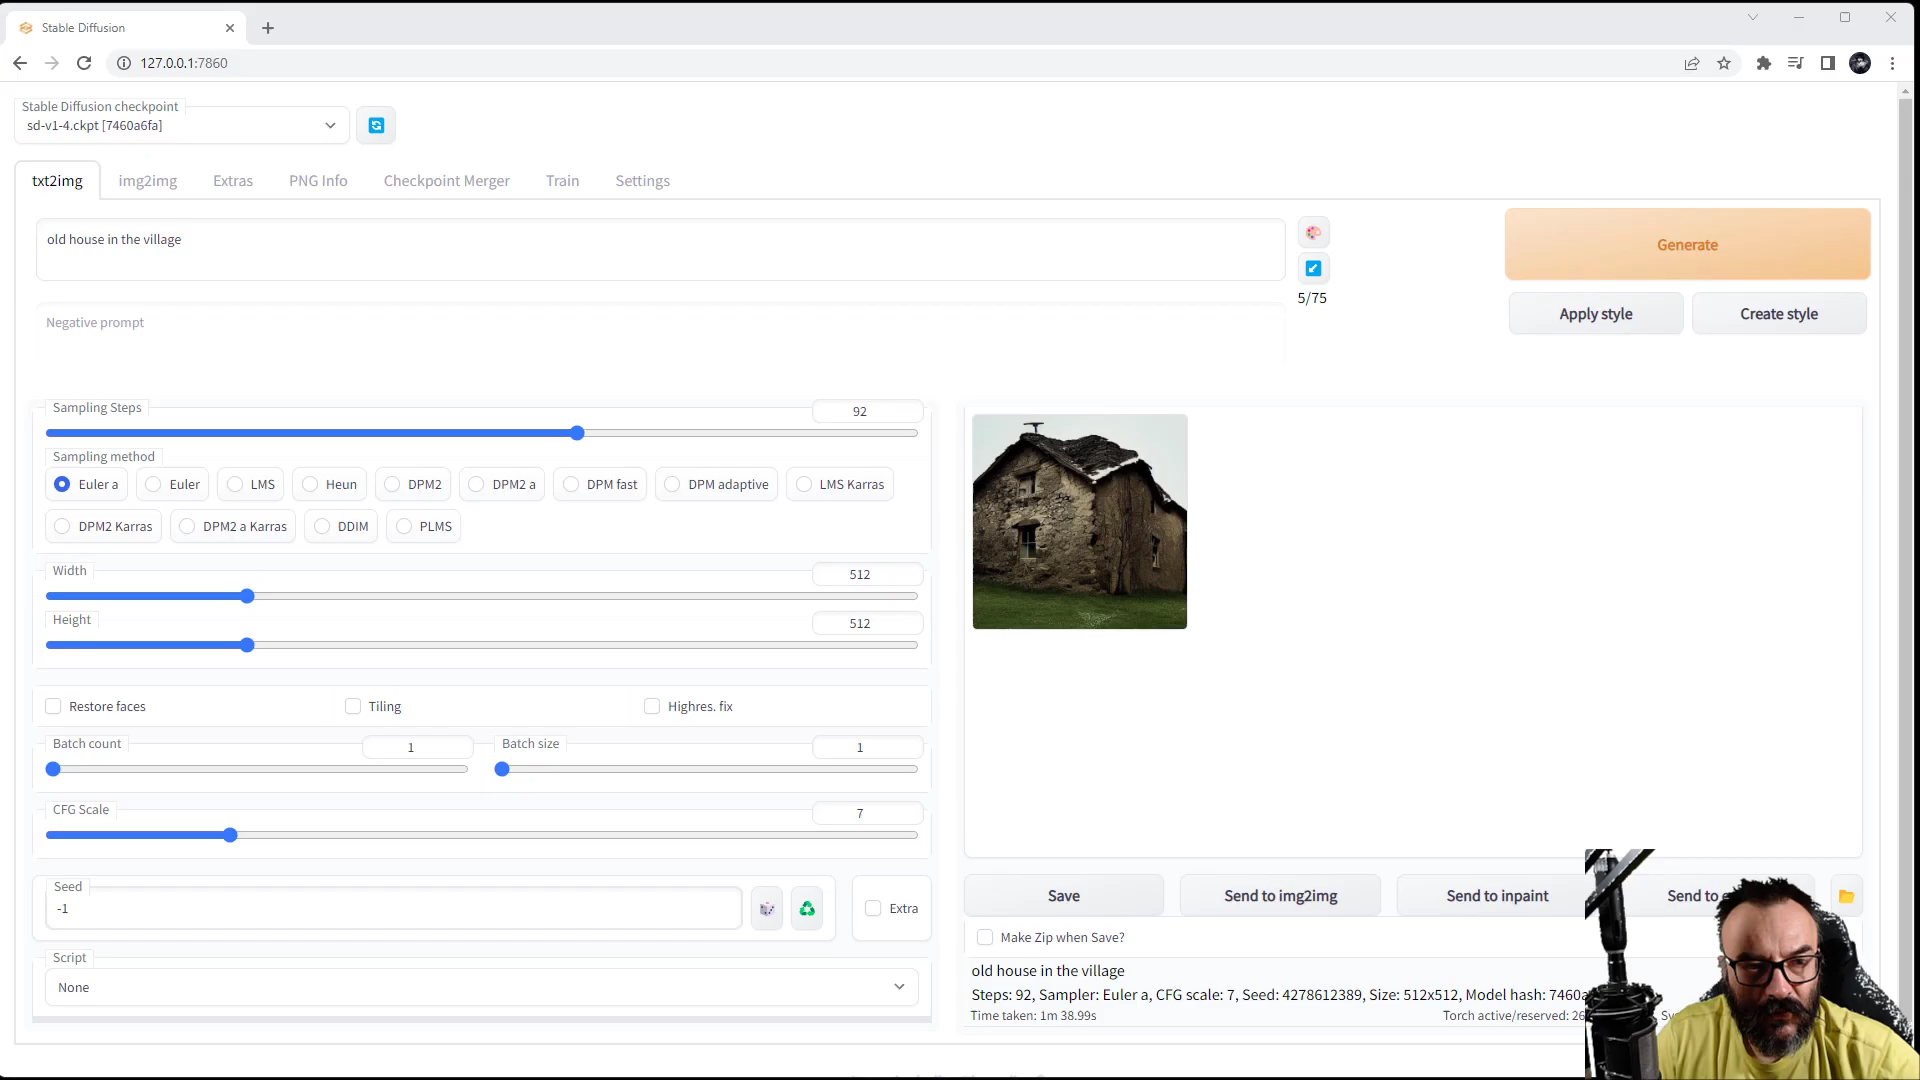 Stable Diffusion
127.0.0.1:7860
Stable Diffusion checkpoint
sd-v1-4.ckpt [7460a6fa]
txt2img img2img Extras PNG Info Checkpoint Merger Train Settings
old house in the village
Generate
5/75
Apply style Create style
Negative prompt
Sampling Steps 92
Sampling method
Euler a Euler LMS Heun DPM2 DPM2 a DPM fast DPM adaptive LMS Karras
DPM2 Karras DPM2 a Karras DDIM PLMS
Width 512
Height 512
Restore faces Tiling Highres. fix
Batch count 1 Batch size 1
CFG Scale 7
Seed
-1
Extra
Script
None
Save Send to img2img Send to inpaint Send to
Make Zip when Save?
old house in the village
Steps: 92, Sampler: Euler a, CFG scale: 7, Seed: 4278612389, Size: 512x512, Model hash: 7460a
Time taken: 1m 38.99s Torch active/reserved: 26